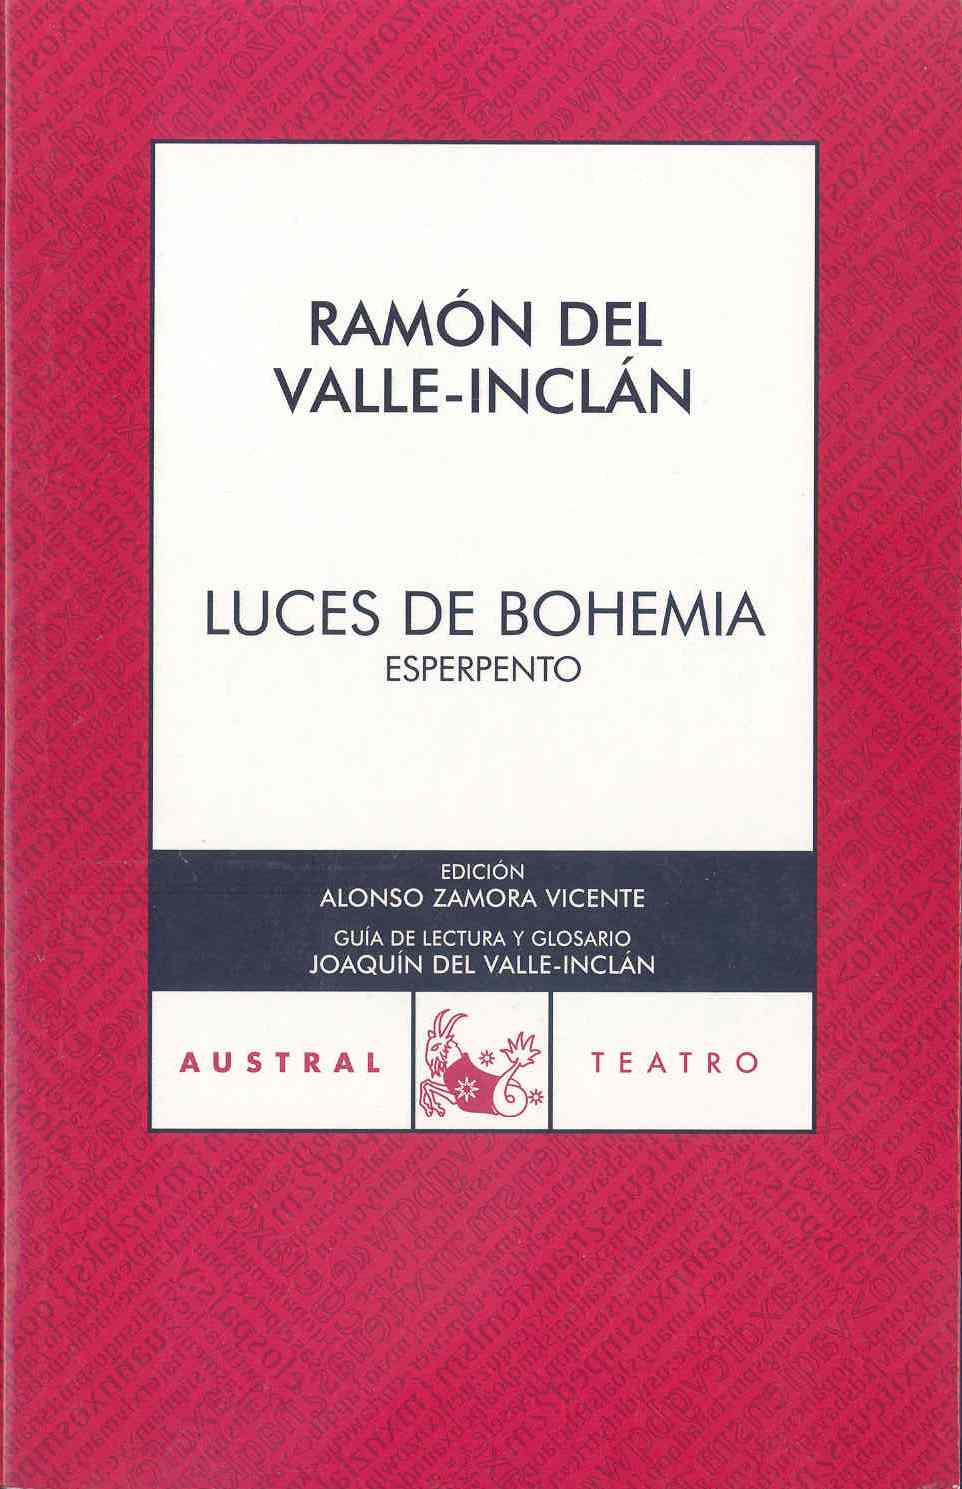 RAMÓN DEL
VALLE-INCLÁN
LUCES DE BOHEMIA
ESPERPENTO
EDICIÓN
ALONSO ZAMORA VICENTE
GUÍA DE LECTURA Y GLOSARIO
JOAQUÍN DEL VALLE-INCLÁN
AUSTRAL
TEATRO